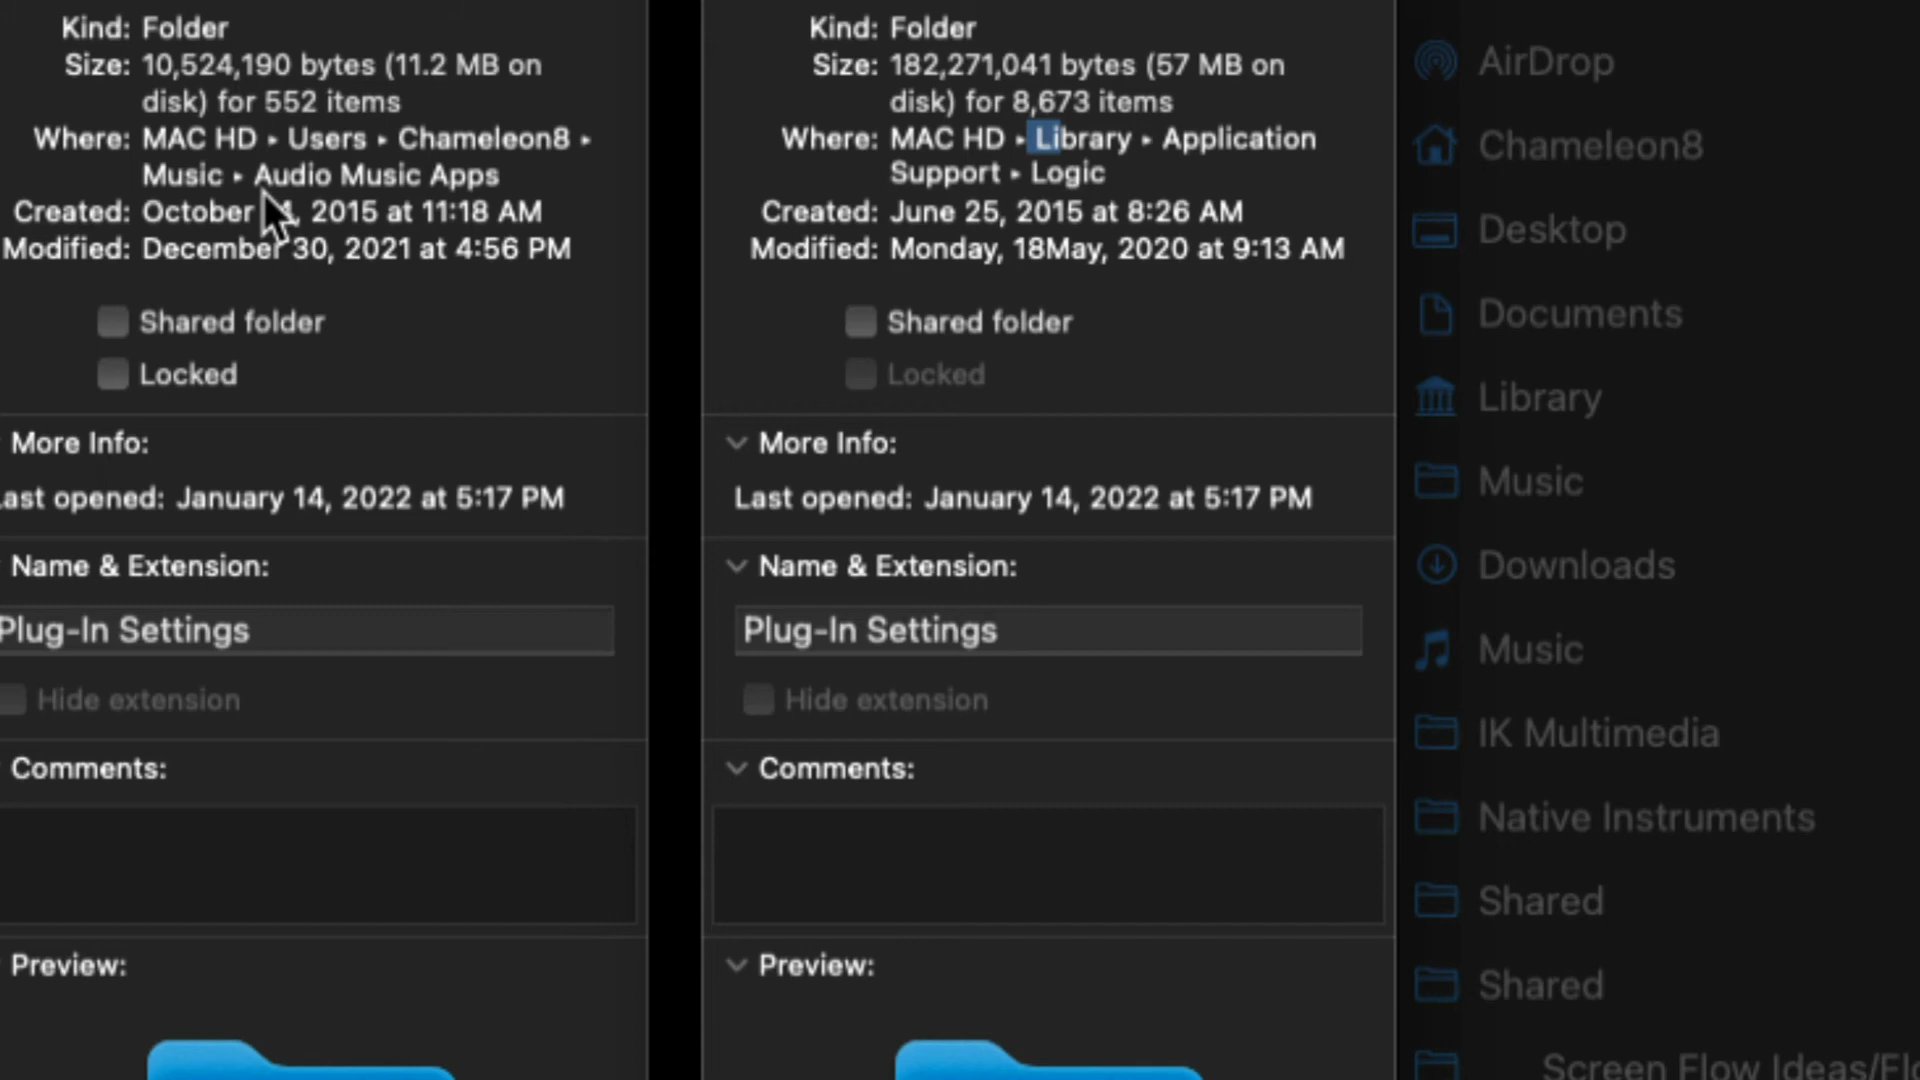 Kind: Folder
Size: 10,524,190 bytes (11.2 MB on
disk) for 552 items
Where: MAC HD ▸ Users ▸ Chameleon8 ▸
Music ▸ Audio Music Apps
Created: October , 2015 at 11:18 AM
Modified: December 30, 2021 at 4:56 PM
Shared folder
Locked
More Info:
Last opened: January 14, 2022 at 5:17 PM
Name & Extension:
Plug-In Settings
Hide extension
Comments:
Preview:
Kind: Folder
Size: 182,271,041 bytes (57 MB on
disk) for 8,673 items
Where: MAC HD ▸ Library ▸ Application
Support ▸ Logic
Created: June 25, 2015 at 8:26 AM
Modified: Monday, 18May, 2020 at 9:13 AM
Shared folder
Locked
More Info:
Last opened: January 14, 2022 at 5:17 PM
Name & Extension:
Plug-In Settings
Hide extension
Comments:
Preview:
AirDrop
Chameleon8
Desktop
Documents
Library
Music
Downloads
Music
IK Multimedia
Native Instruments
Shared
Shared
Screen Flow Ideas/